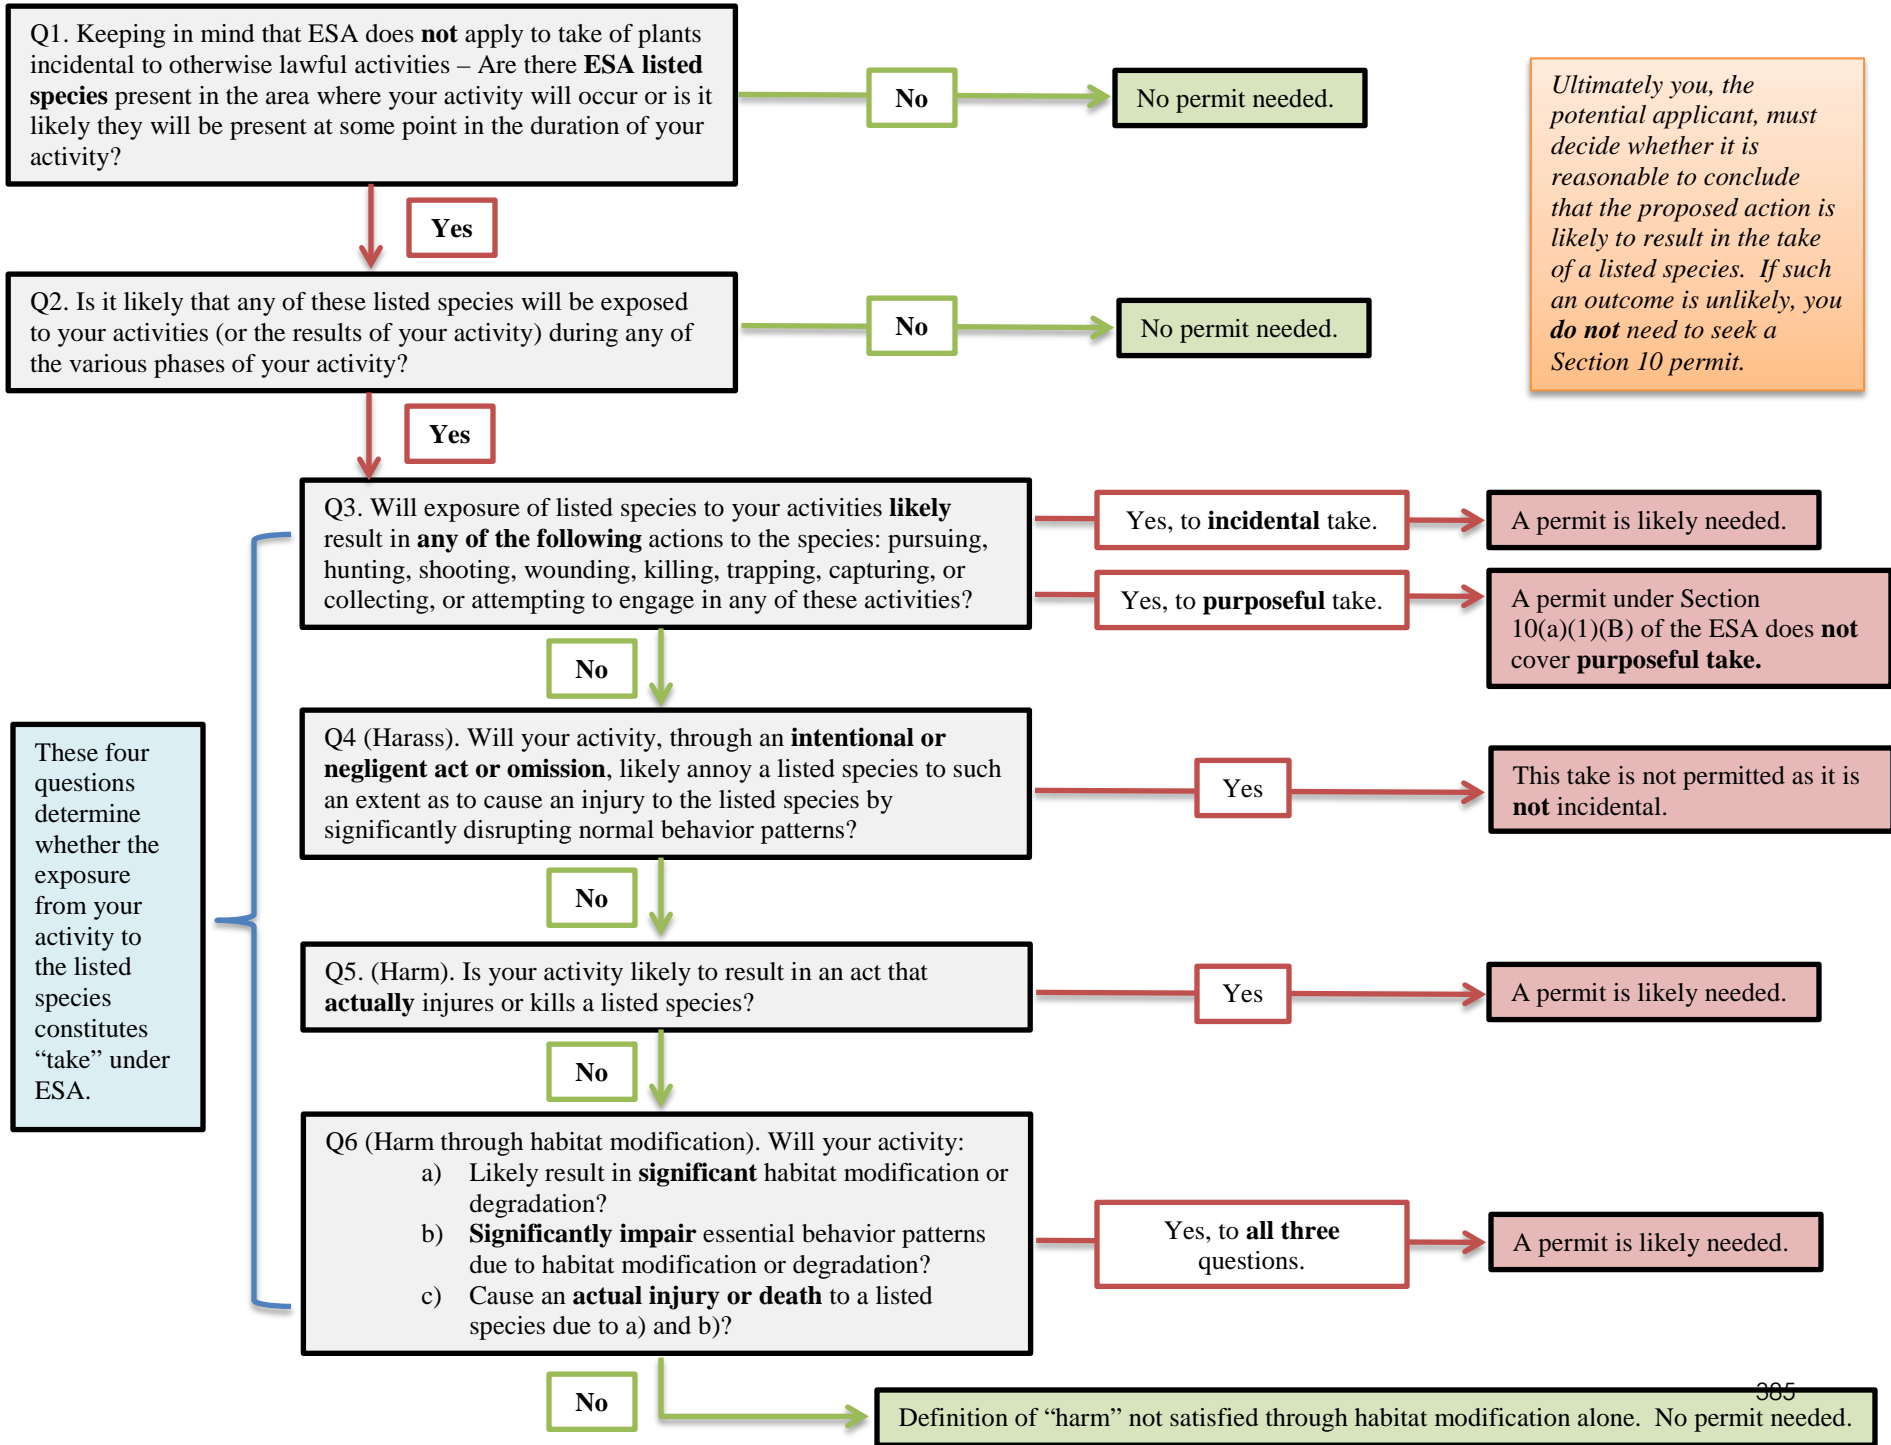 Q1. Keeping in mind that ESA does not apply to take of plants
incidental to otherwise lawful activities – Are there ESA listed
species present in the area where your activity will occur or is it
likely they will be present at some point in the duration of your
activity?
No
No permit needed.
Ultimately you, the
potential applicant, must
decide whether it is
reasonable to conclude
that the proposed action is
likely to result in the take
of a listed species.  If such
an outcome is unlikely, you
do not need to seek a
Section 10 permit.
Yes
Q2. Is it likely that any of these listed species will be exposed
to your activities (or the results of your activity) during any of
the various phases of your activity?
No
No permit needed.
Yes
Q3. Will exposure of listed species to your activities likely
result in any of the following actions to the species: pursuing,
hunting, shooting, wounding, killing, trapping, capturing, or
collecting, or attempting to engage in any of these activities?
Yes, to incidental take.
A permit is likely needed.
Yes, to purposeful take.
A permit under Section
10(a)(1)(B) of the ESA does not
cover purposeful take.
No
These four
questions
determine
whether the
exposure
from your
activity to
the listed
species
constitutes
“take” under
ESA.
Q4 (Harass). Will your activity, through an intentional or
negligent act or omission, likely annoy a listed species to such
an extent as to cause an injury to the listed species by
significantly disrupting normal behavior patterns?
Yes
This take is not permitted as it is
not incidental.
No
Q5. (Harm). Is your activity likely to result in an act that
actually injures or kills a listed species?
Yes
A permit is likely needed.
No
Q6 (Harm through habitat modification). Will your activity:
a) Likely result in significant habitat modification or
degradation?
b) Significantly impair essential behavior patterns
due to habitat modification or degradation?
c) Cause an actual injury or death to a listed
species due to a) and b)?
Yes, to all three
questions.
A permit is likely needed.
No
385
Definition of “harm” not satisfied through habitat modification alone.  No permit needed.